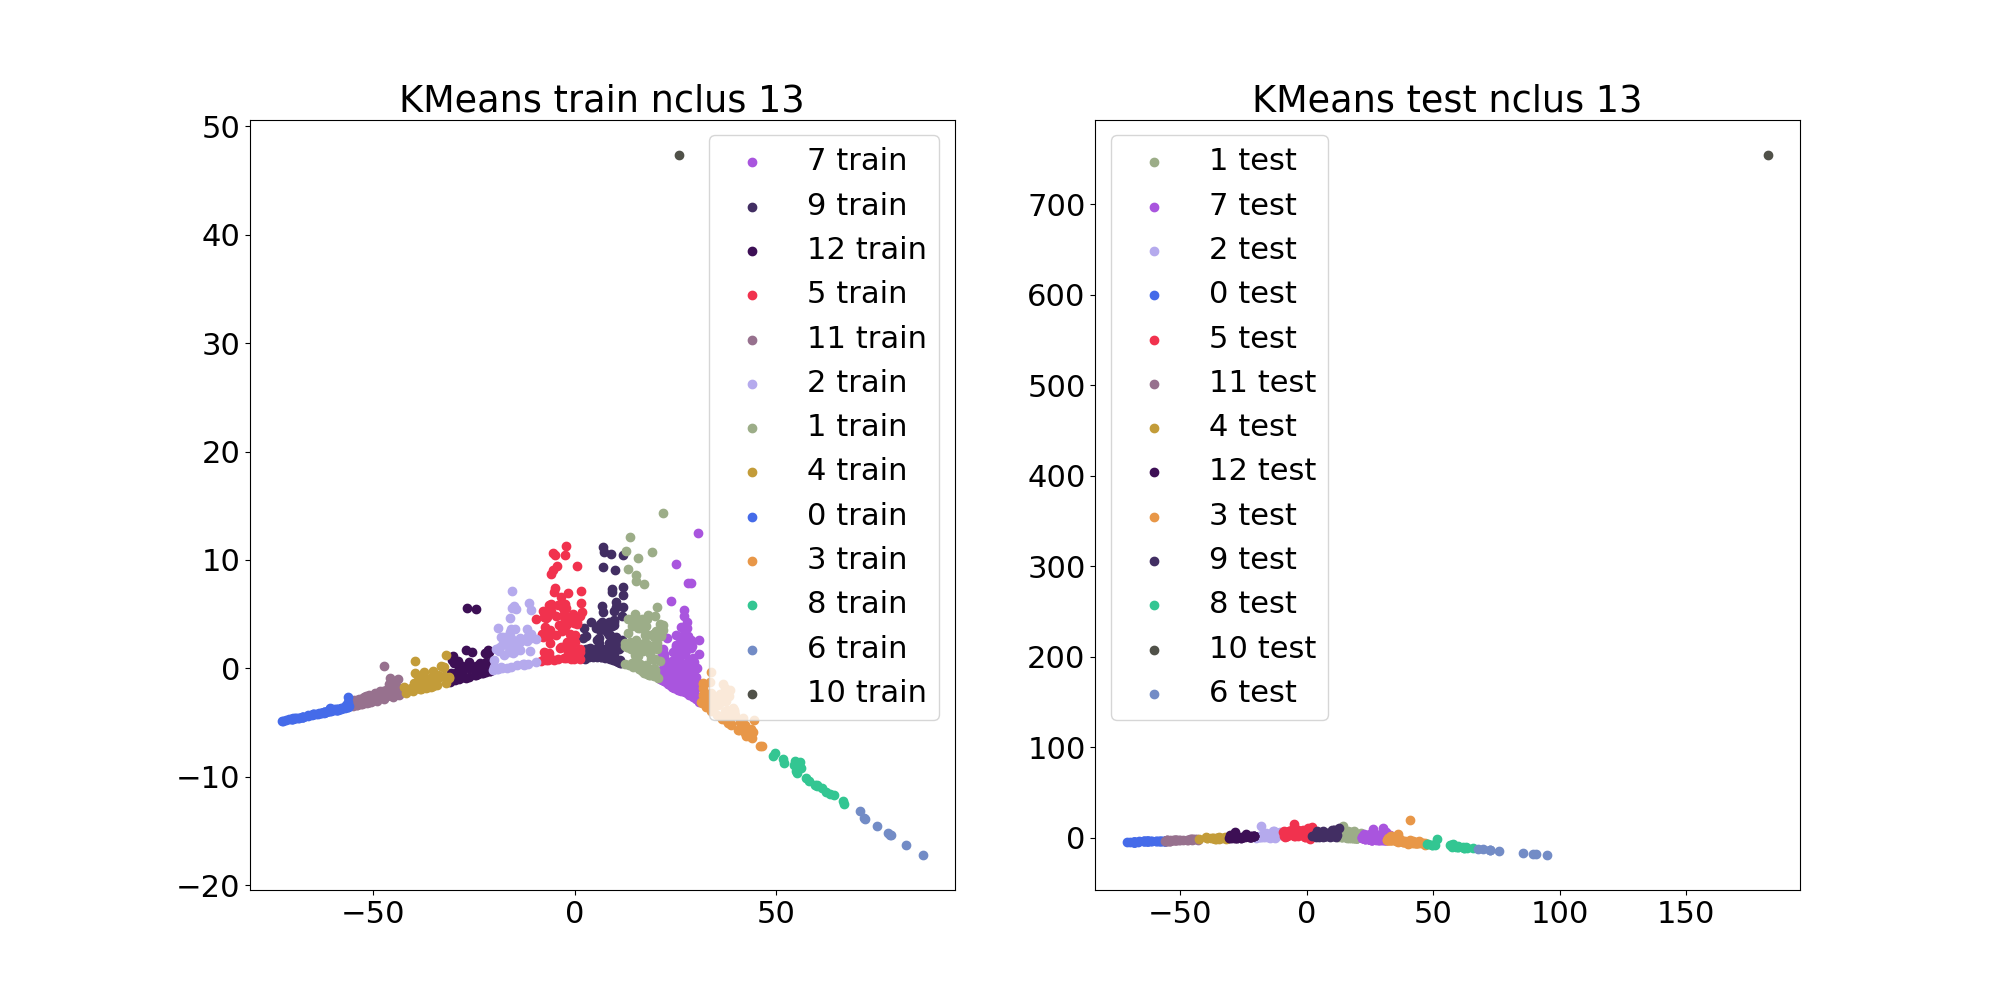 KMeans train nclus 13
50
40
30
20
10
0
−10
−20
−50
0
50
7 train
9 train
12 train
5 train
11 train
2 train
1 train
4 train
0 train
3 train
8 train
6 train
10 train
KMeans test nclus 13
700
600
500
400
300
200
100
0
−50
0
50
100
150
1 test
7 test
2 test
0 test
5 test
11 test
4 test
12 test
3 test
9 test
8 test
10 test
6 test